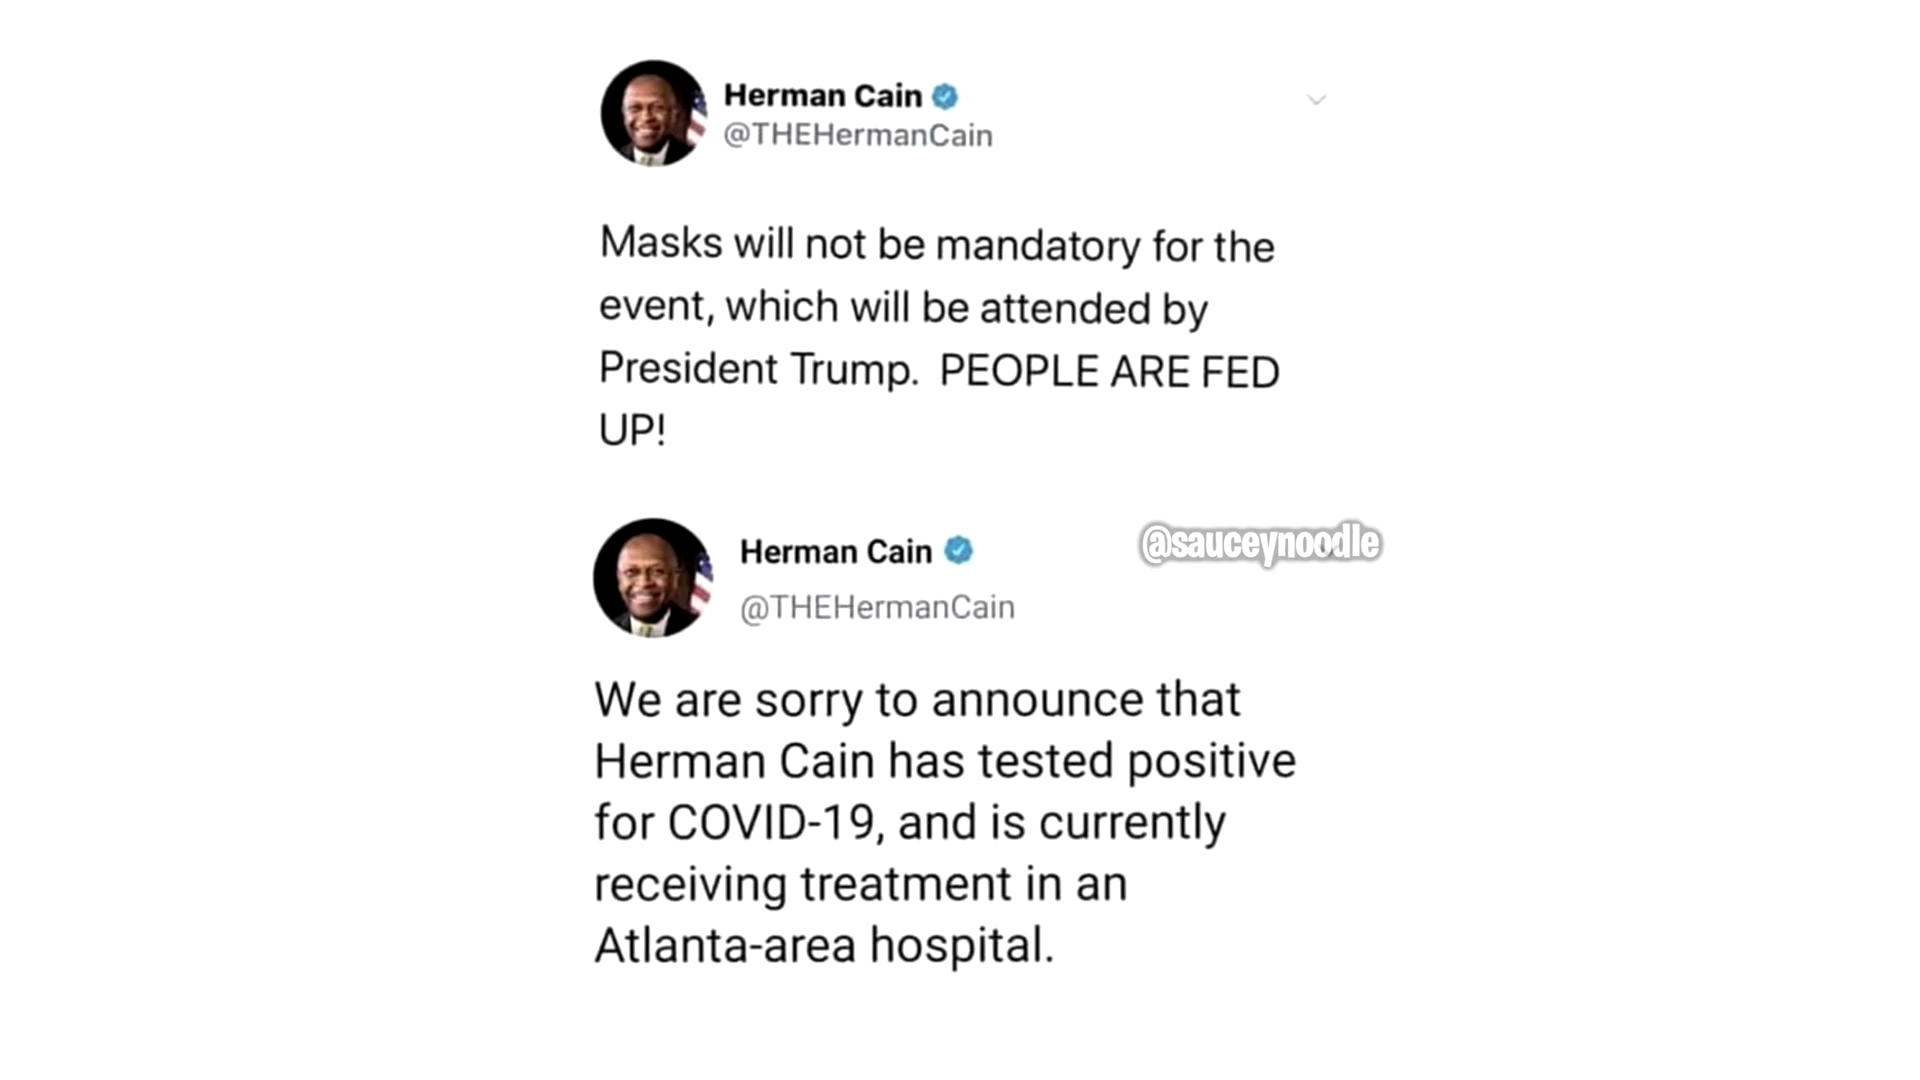 Herman Cain
@THEHermanCain
Masks will not be mandatory for the
event, which will be attended by
President Trump.  PEOPLE ARE FED
UP!
Herman Cain
@sauceynoodle
@THEHermanCain
We are sorry to announce that
Herman Cain has tested positive
for COVID-19, and is currently
receiving treatment in an
Atlanta-area hospital.